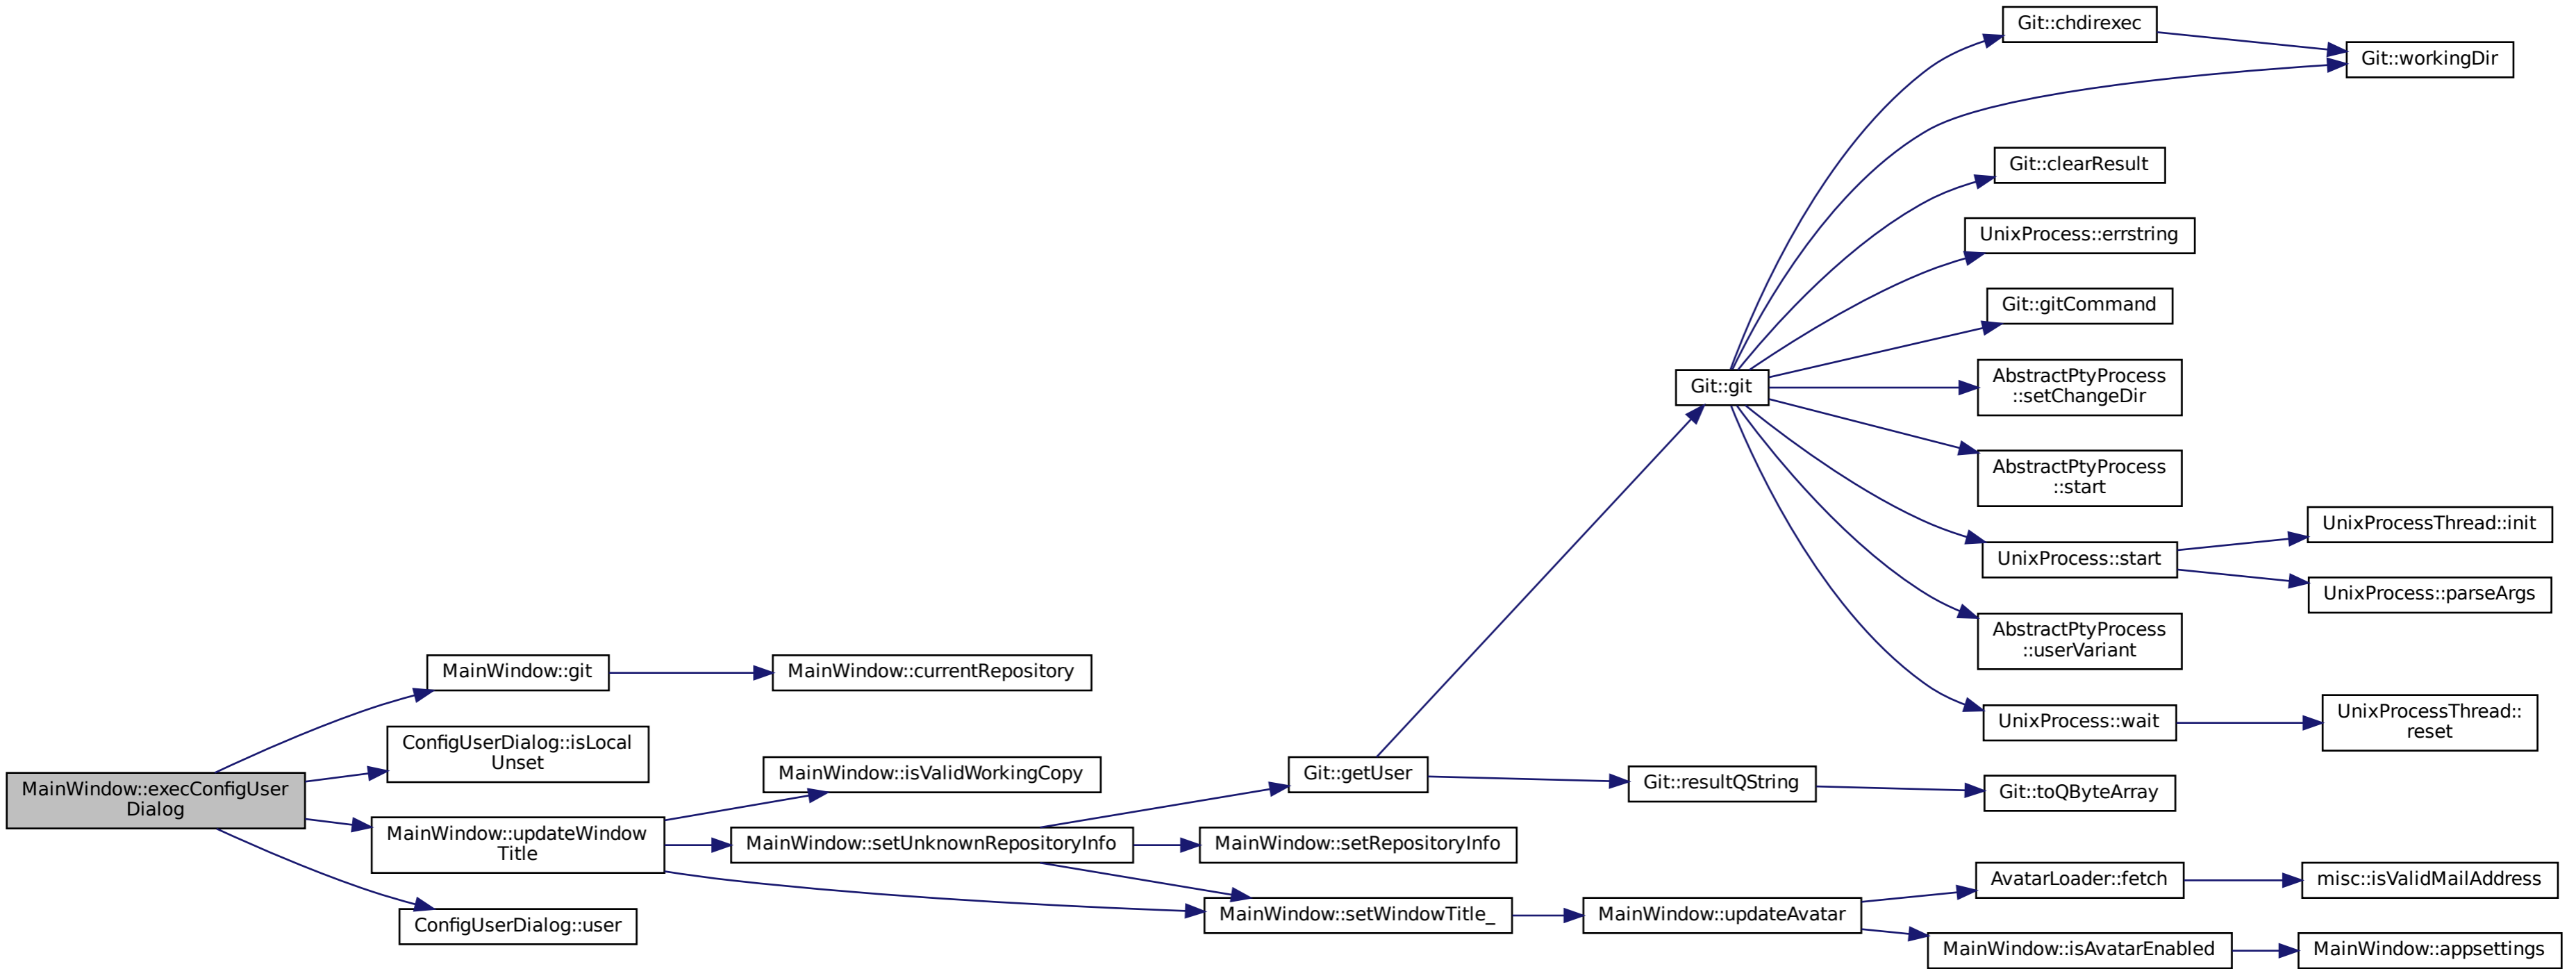 Git::chdirexec
Git::workingDir
Git::clearResult
UnixProcess::errstring
Git::gitCommand
Git::git
AbstractPtyProcess
::setChangeDir
AbstractPtyProcess
::start
UnixProcessThread::init
UnixProcess::start
UnixProcess::parseArgs
AbstractPtyProcess
::userVariant
MainWindow::git
MainWindow::currentRepository
UnixProcess::wait
UnixProcessThread::
reset
ConfigUserDialog::isLocal
Unset
MainWindow::execConfigUser
Dialog
MainWindow::isValidWorkingCopy
Git::getUser
Git::resultQString
Git::toQByteArray
MainWindow::updateWindow
Title
MainWindow::setUnknownRepositoryInfo
MainWindow::setRepositoryInfo
AvatarLoader::fetch
misc::isValidMailAddress
ConfigUserDialog::user
MainWindow::setWindowTitle_
MainWindow::updateAvatar
MainWindow::isAvatarEnabled
MainWindow::appsettings